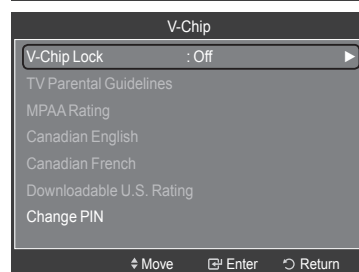 V-Chip
V-Chip Lock : Off ►
TV Parental Guidelines
MPAA Rating
Canadian English
Canadian French
Downloadable U.S. Rating
Change PIN
Move Enter Return